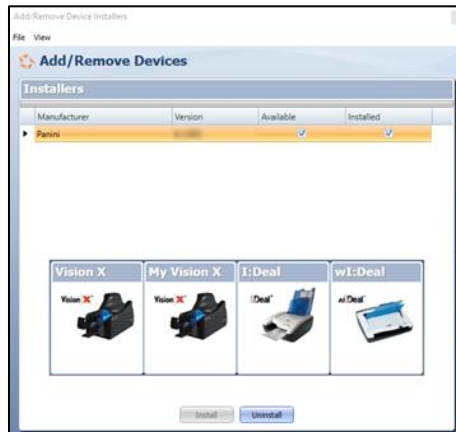 Add/Remove Device Installers
File View
Add/Remove Devices
Installers
Manufacturer Version Available Installed
Panini
Vision X My Vision X I:Deal wI:Deal
Vision X Vision X I:Deal wI:Deal
Install Uninstall